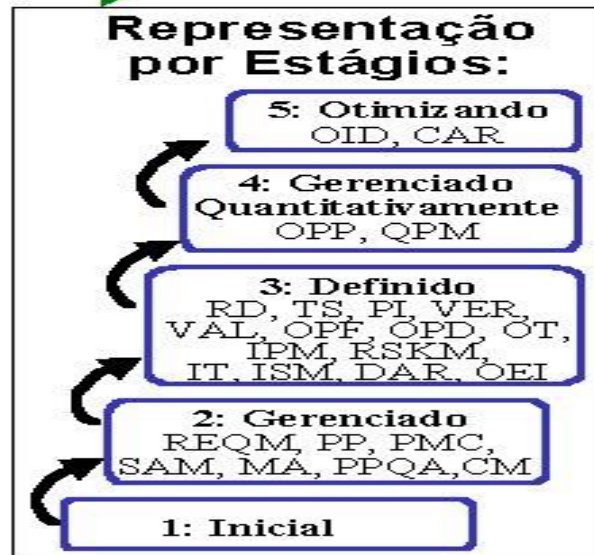 Representação
por Estágios:
5: Otimizando
OID, CAR
4: Gerenciado
Quantitativamente
OPP, QPM
3: Definido
RD, TS, PI, VER,
VAL, OPF, OPD, OT,
IPM, RSKM,
IT, ISM, DAR, OEI
2: Gerenciado
REQM, PP, PMC,
SAM, MA, PPQA,CM
1: Inicial